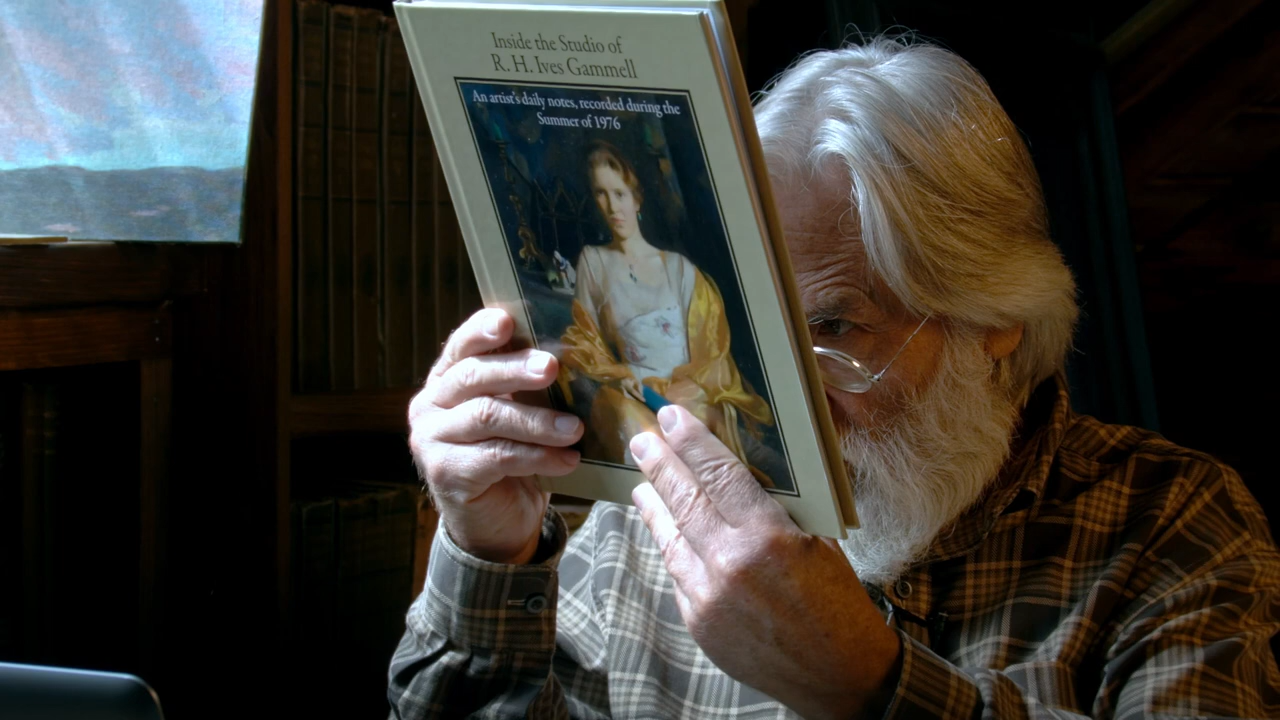 Inside the Studio of
R. H. Ives Gammell
An artist's daily notes, recorded during the
Summer of 1976